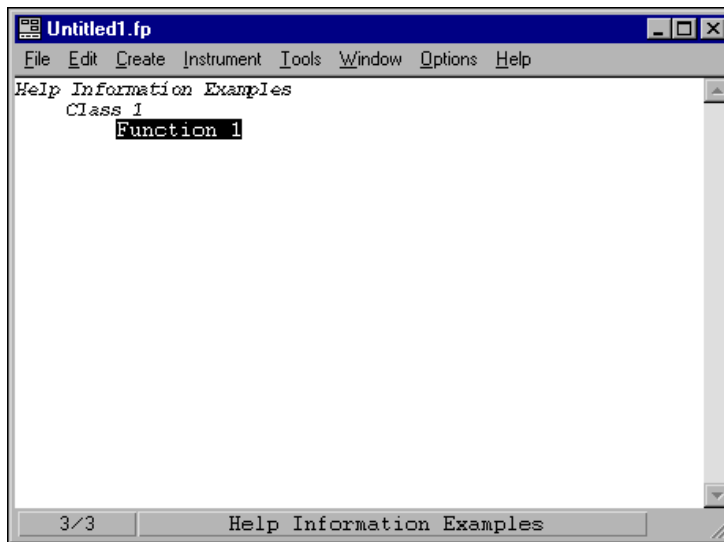 Untitled1.fp
File Edit Create Instrument Tools Window Options Help
Help Information Examples
Class 1
Function 1
3/3 Help Information Examples